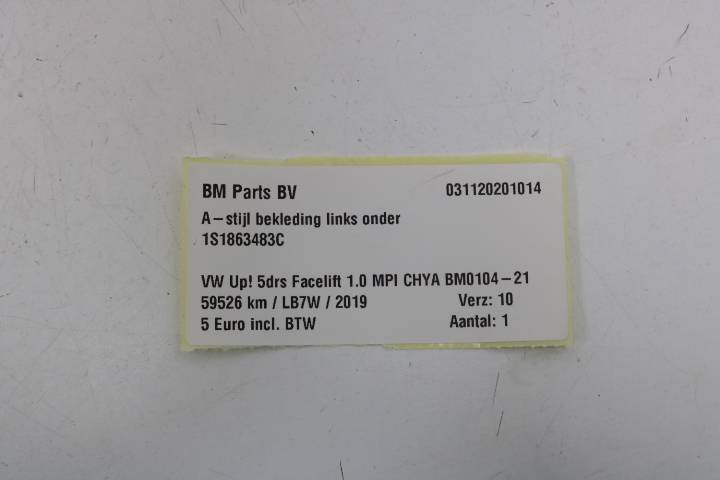 BM Parts BV 031120201014
A-stijl bekleding links onder
1S1863483C
VW Up! 5drs Facelift 1.0 MPI CHYA BM0104-21
59526 km / LB7W / 2019 Verz: 10
5 Euro incl. BTW Aantal: 1